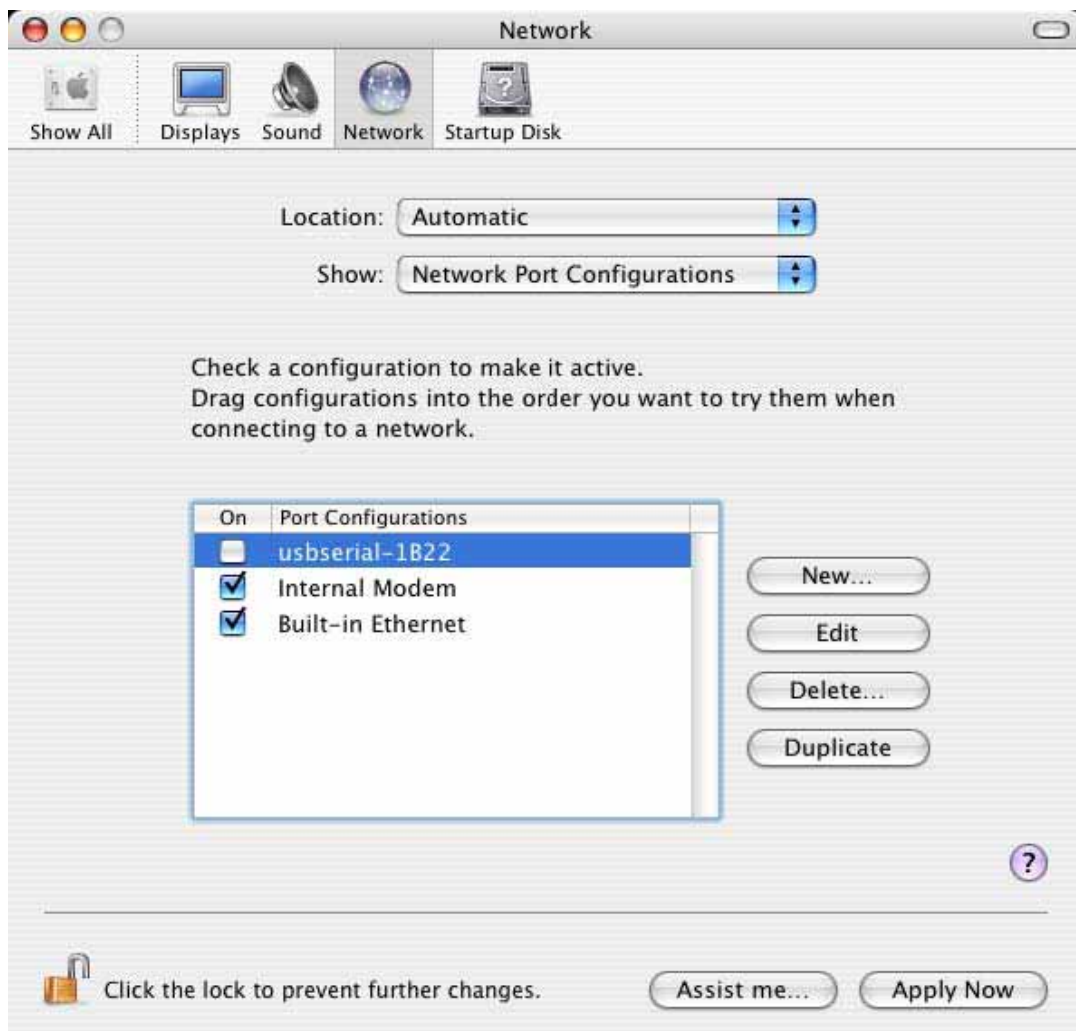 Network
Show All
Displays
Sound
Network
Startup Disk
Location: Automatic
Show: Network Port Configurations
Check a configuration to make it active.
Drag configurations into the order you want to try them when
connecting to a network.
On Port Configurations
usbserial-1B22
Internal Modem
Built-in Ethernet
New...
Edit
Delete...
Duplicate
?
Click the lock to prevent further changes.
Assist me...
Apply Now